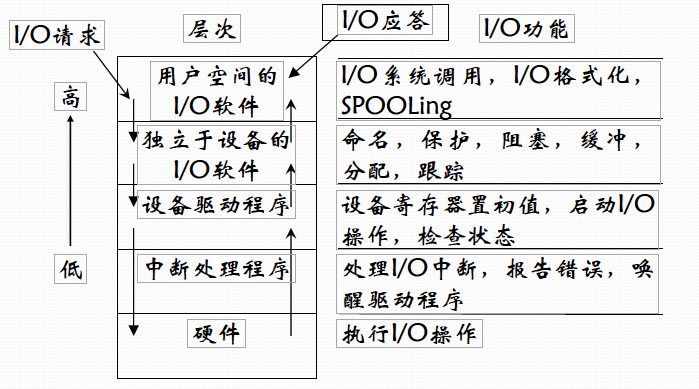 I/O请求
层次
I/O应答
I/O功能
高
用户空间的
I/O软件
I/O系统调用，I/O格式化，
SPOOLing
独立于设备的
I/O软件
命名，保护，阻塞，缓冲，
分配，跟踪
设备驱动程序
设备寄存器置初值，启动I/O
操作，检查状态
低
中断处理程序
处理I/O中断，报告错误，唤
醒驱动程序
硬件
执行I/O操作